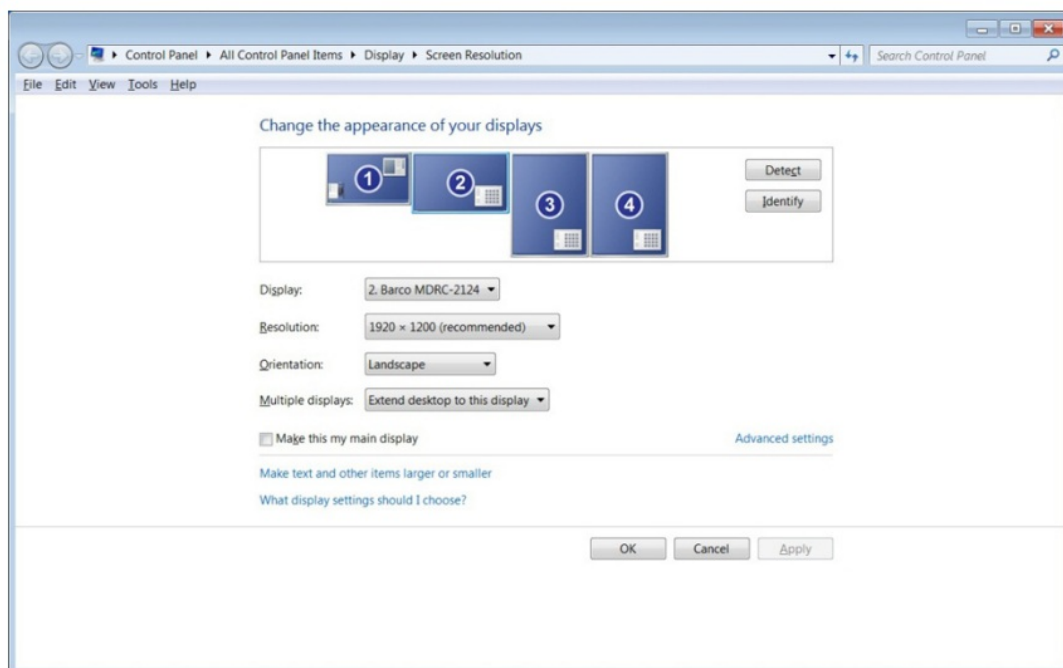 Control Panel ▸ All Control Panel Items ▸ Display ▸ Screen Resolution
Search Control Panel
File Edit View Tools Help
Change the appearance of your displays
1 2 3 4
Detect
Identify
Display: 2. Barco MDRC-2124
Resolution: 1920 × 1200 (recommended)
Orientation: Landscape
Multiple displays: Extend desktop to this display
Make this my main display Advanced settings
Make text and other items larger or smaller
What display settings should I choose?
OK Cancel Apply